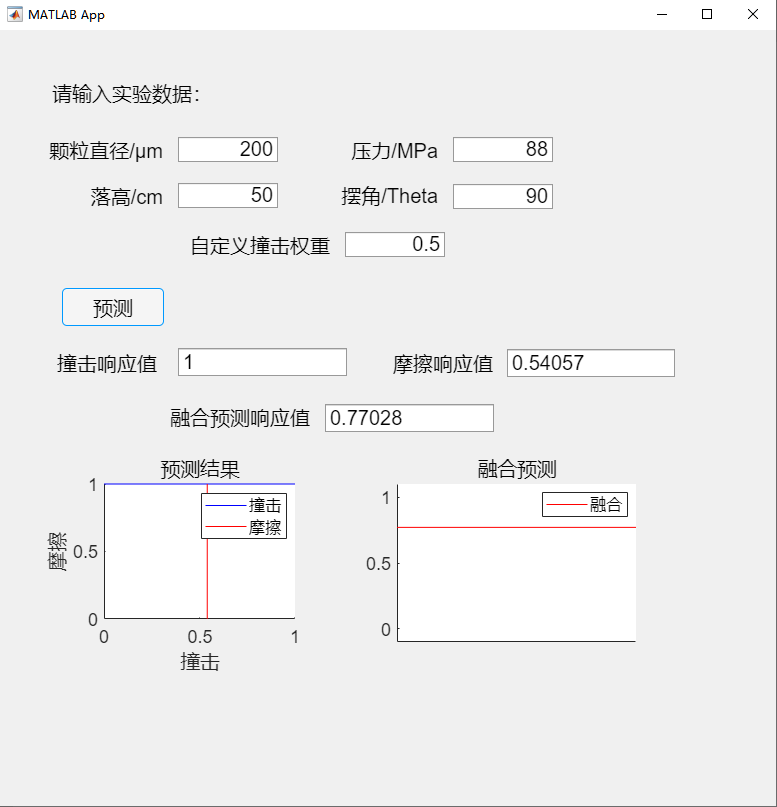 MATLAB App
请输入实验数据：
颗粒直径/μm 200 压力/MPa 88
落高/cm 50 摆角/Theta 90
自定义撞击权重 0.5
预测
撞击响应值 1 摩擦响应值 0.54057
融合预测响应值 0.77028
预测结果
1
0.5
0
摩擦
撞击
摩擦
0 0.5 1
撞击
融合预测
1
0.5
0
融合